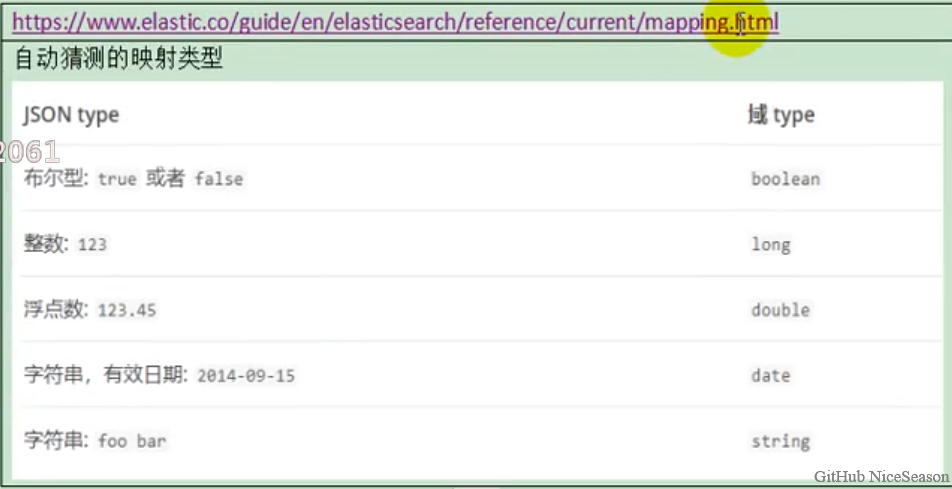 https://www.elastic.co/guide/en/elasticsearch/reference/current/mapping.html
自动猜测的映射类型
JSON type 域 type
2061
布尔型: true 或者 false boolean
整数: 123 long
浮点数: 123.45 double
字符串，有效日期: 2014-09-15 date
字符串: foo bar string
GitHub NiceSeason